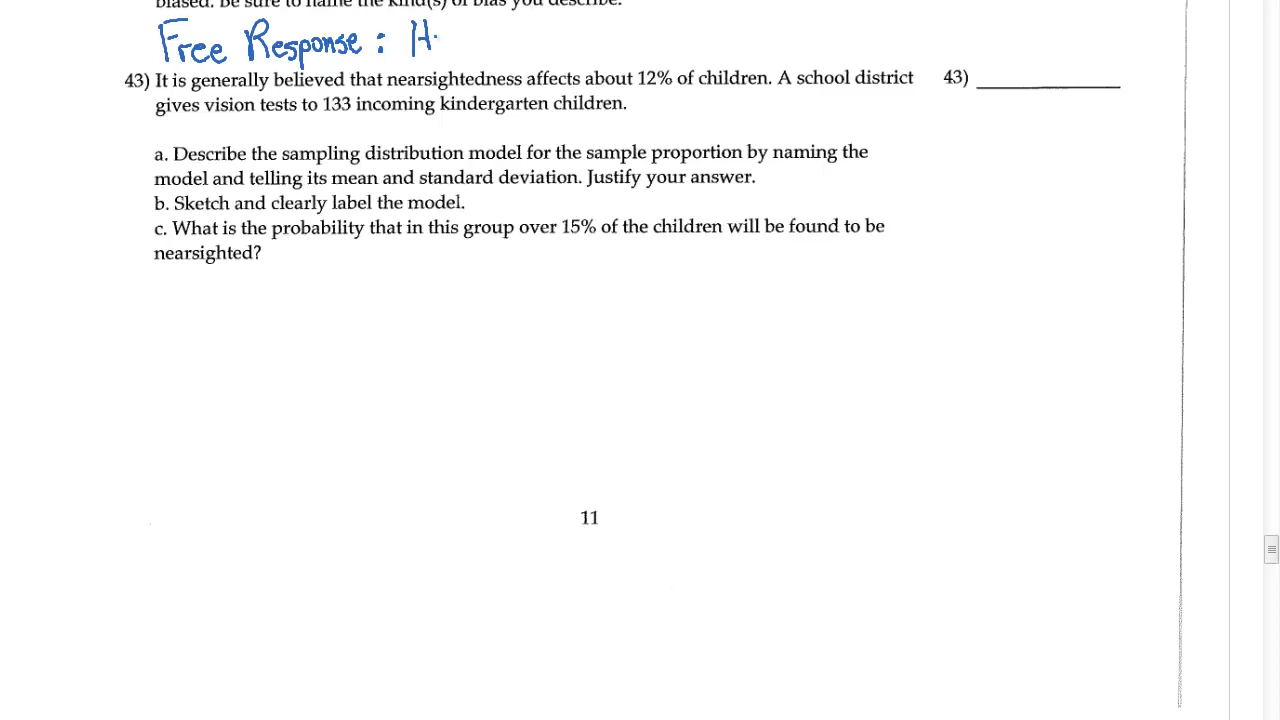 biased. Be sure to name the kind(s) of bias you describe.
Free Response : H
43) It is generally believed that nearsightedness affects about 12% of children. A school district 43)
gives vision tests to 133 incoming kindergarten children.
a. Describe the sampling distribution model for the sample proportion by naming the
model and telling its mean and standard deviation. Justify your answer.
b. Sketch and clearly label the model.
c. What is the probability that in this group over 15% of the children will be found to be
nearsighted?
11